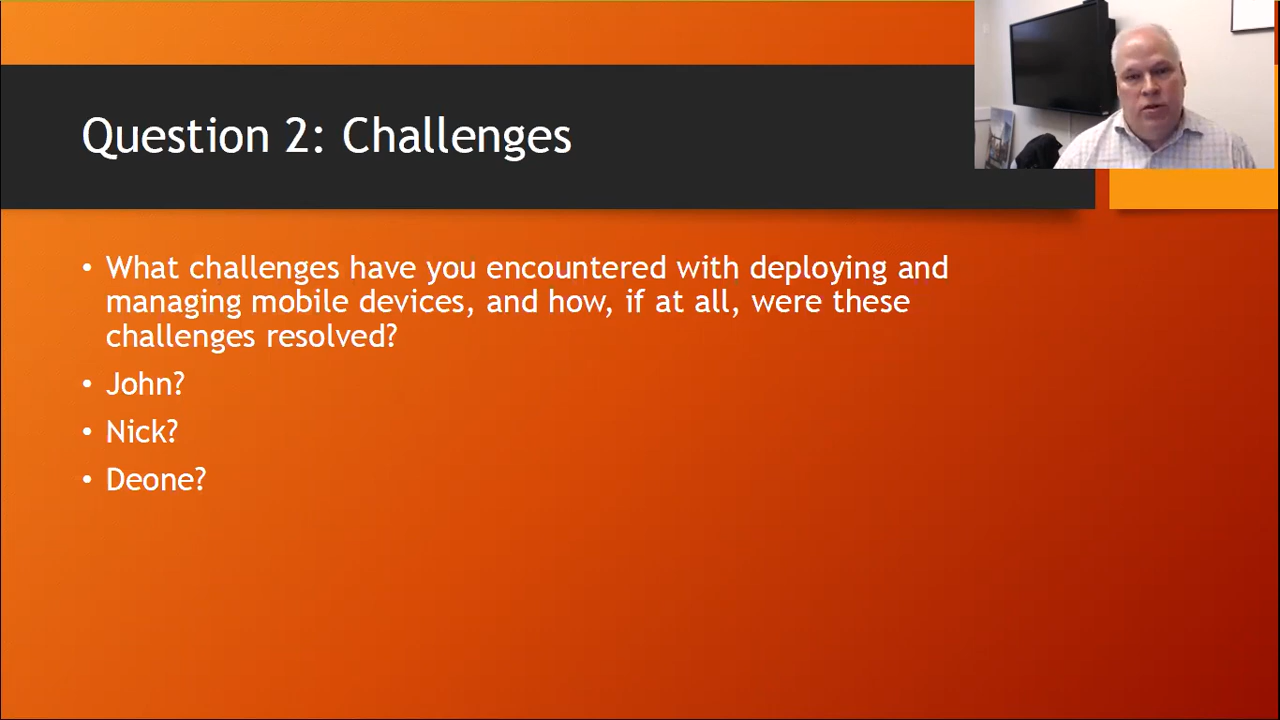 Question 2: Challenges
• What challenges have you encountered with deploying and
managing mobile devices, and how, if at all, were these
challenges resolved?
• John?
• Nick?
• Deone?